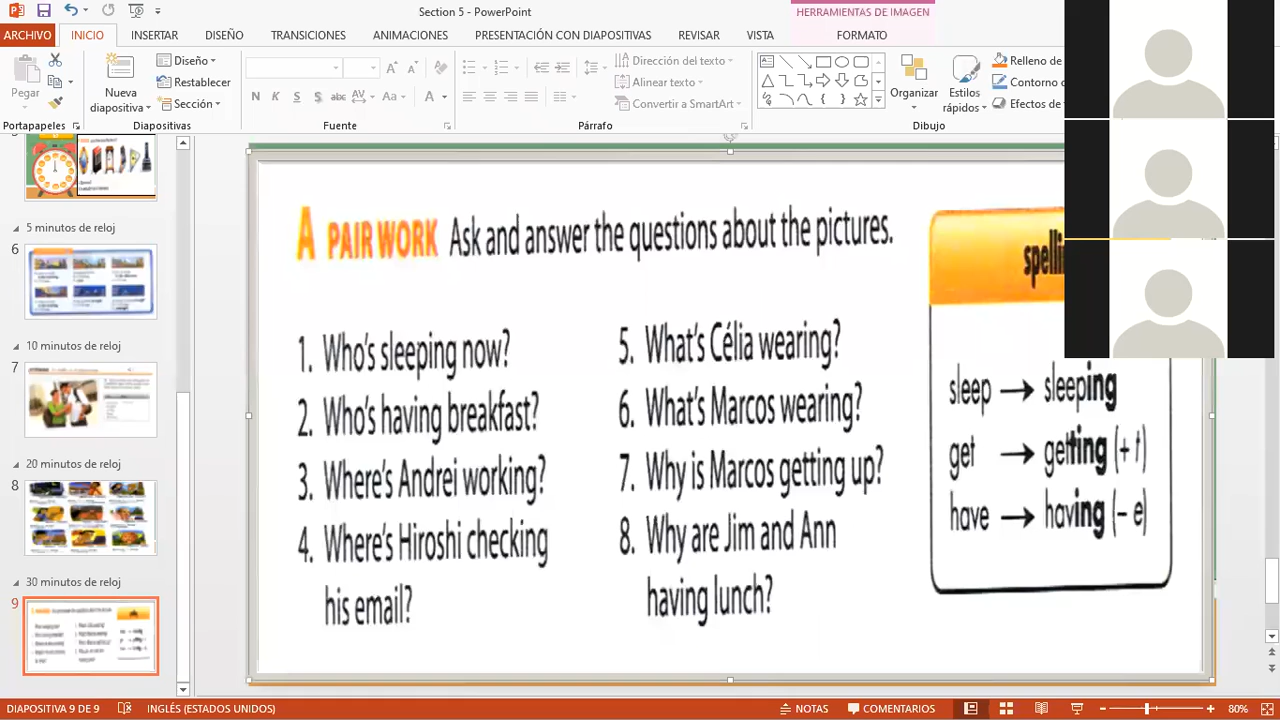 Section 5 - PowerPoint
HERRAMIENTAS DE IMAGEN
ARCHIVO INICIO INSERTAR DISEÑO TRANSICIONES ANIMACIONES PRESENTACIÓN CON DIAPOSITIVAS REVISAR VISTA FORMATO
Pegar
Nueva
diapositiva
Diseño
Restablecer
Sección
N K S S abc AV Aa A
Dirección del texto
Alinear texto
Convertir a SmartArt
Organizar
Estilos
rápidos
Relleno de
Contorno
Efectos de
Portapapeles Diapositivas Fuente Párrafo Dibujo
5 minutos de reloj
6
10 minutos de reloj
7
20 minutos de reloj
8
30 minutos de reloj
9
A PAIR WORK Ask and answer the questions about the pictures.
1. Who's sleeping now?
2. Who's having breakfast?
3. Where's Andrei working?
4. Where's Hiroshi checking
his email?
5. What's Célia wearing?
6. What's Marcos wearing?
7. Why is Marcos getting up?
8. Why are Jim and Ann
having lunch?
sleep → sleeping
get → getting (+ t)
have → having (– e)
DIAPOSITIVA 9 DE 9 INGLÉS (ESTADOS UNIDOS) NOTAS COMENTARIOS 80%